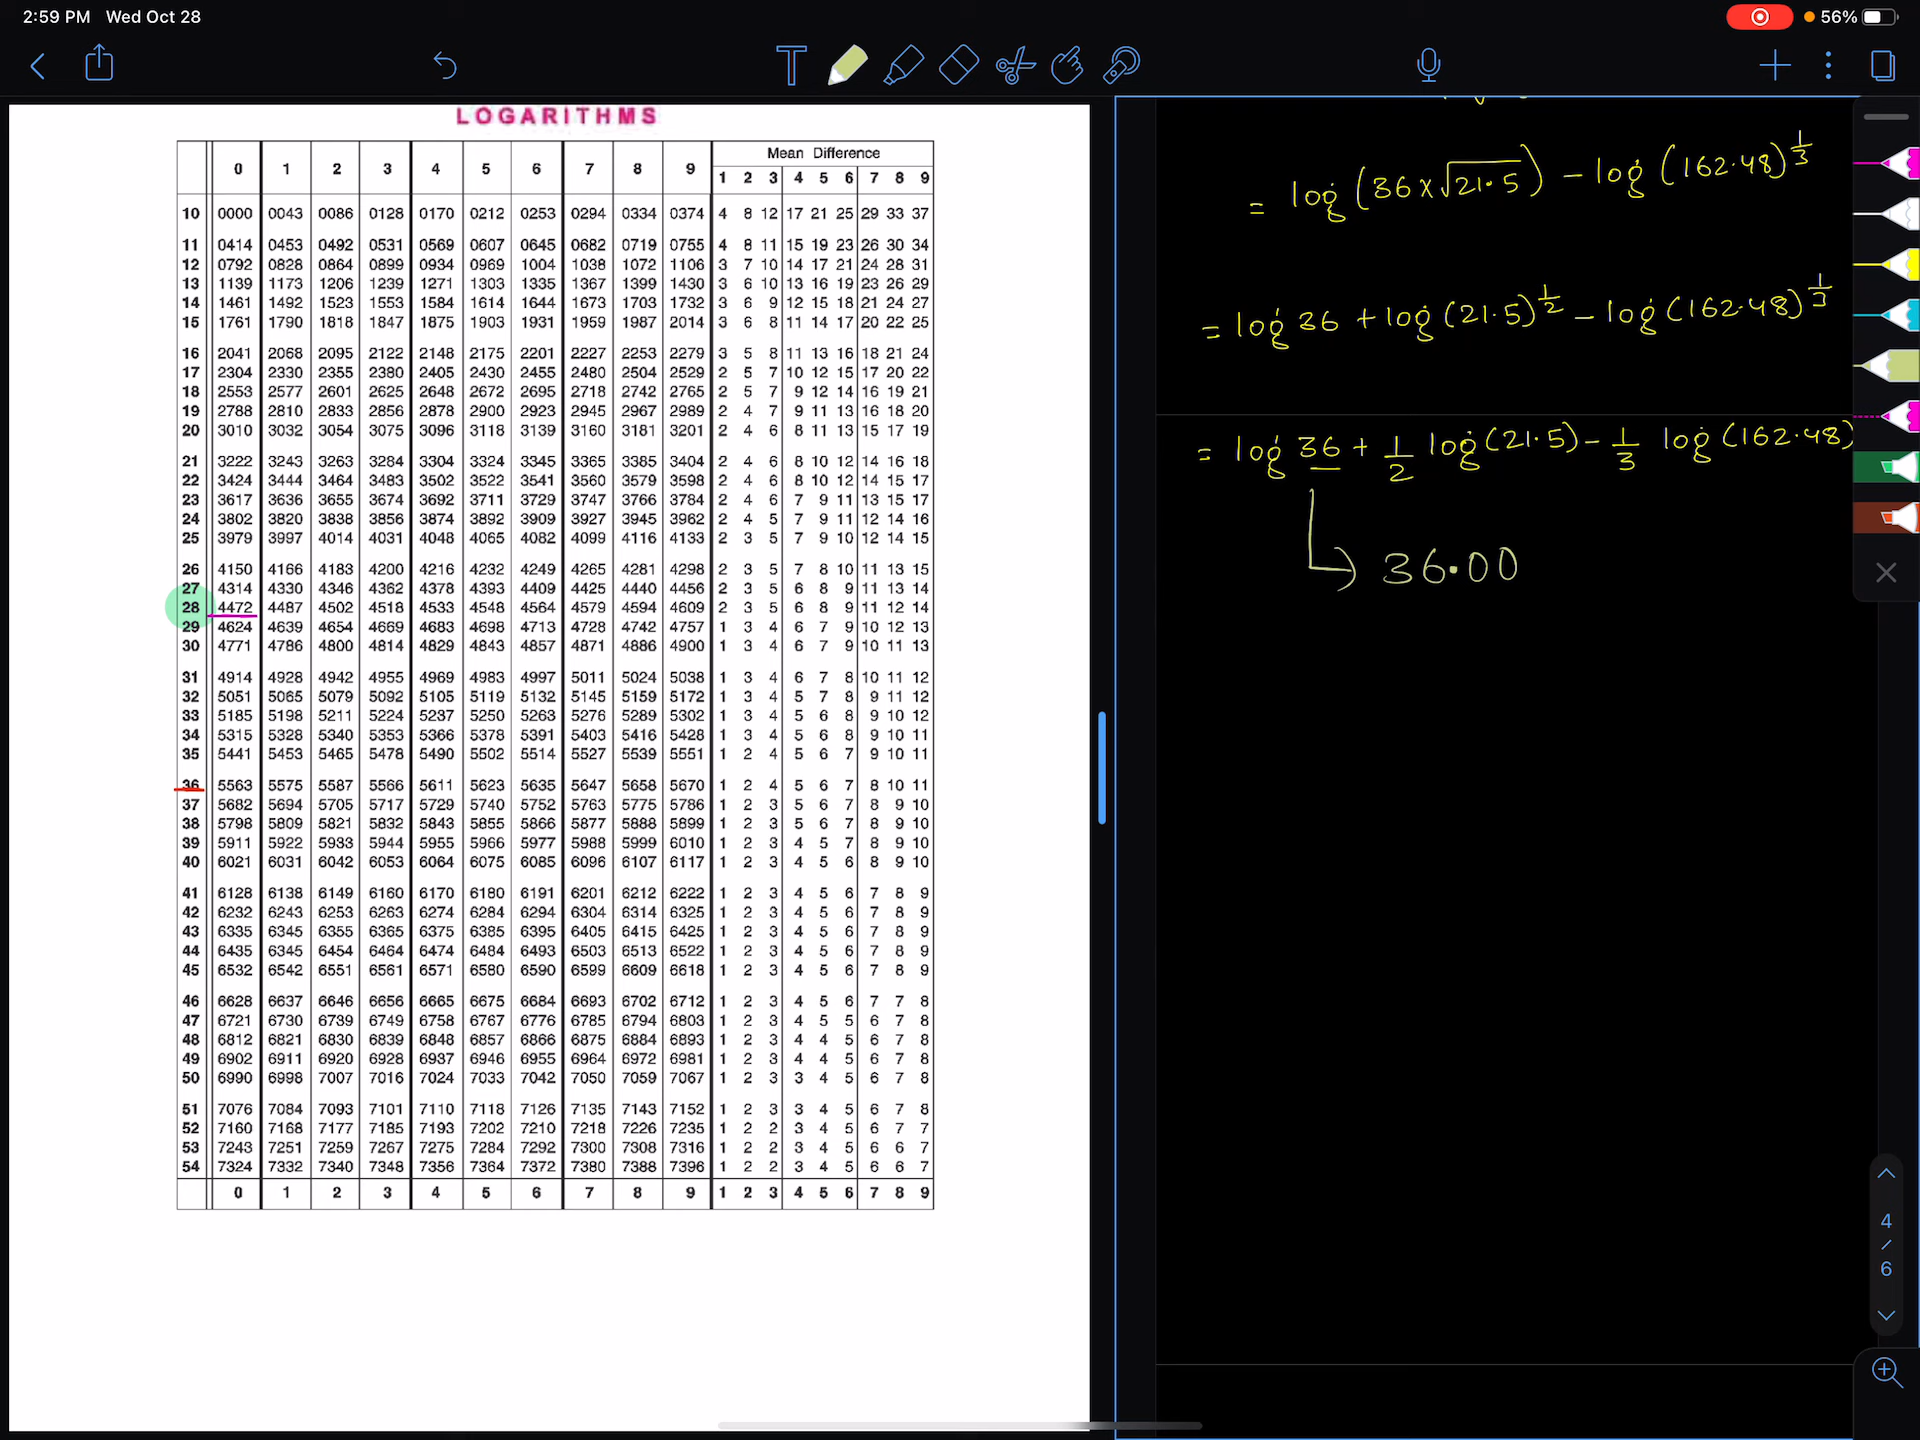 2:59 PM Wed Oct 28
56%
LOGARITHMS
Mean Difference
0 1 2 3 4 5 6 7 8 9 1 2 3 4 5 6 7 8 9
10 0000 0043 0086 0128 0170 0212 0253 0294 0334 0374 4 8 12 17 21 25 29 33 37
11 0414 0453 0492 0531 0569 0607 0645 0682 0719 0755 4 8 11 15 19 23 26 30 34
12 0792 0828 0864 0899 0934 0969 1004 1038 1072 1106 3 7 10 14 17 21 24 28 31
13 1139 1173 1206 1239 1271 1303 1335 1367 1399 1430 3 6 10 13 16 19 23 26 29
14 1461 1492 1523 1553 1584 1614 1644 1673 1703 1732 3 6 9 12 15 18 21 24 27
15 1761 1790 1818 1847 1875 1903 1931 1959 1987 2014 3 6 8 11 14 17 20 22 25
16 2041 2068 2095 2122 2148 2175 2201 2227 2253 2279 3 5 8 11 13 16 18 21 24
17 2304 2330 2355 2380 2405 2430 2455 2480 2504 2529 2 5 7 10 12 15 17 20 22
18 2553 2577 2601 2625 2648 2672 2695 2718 2742 2765 2 5 7 9 12 14 16 19 21
19 2788 2810 2833 2856 2878 2900 2923 2945 2967 2989 2 4 7 9 11 13 16 18 20
20 3010 3032 3054 3075 3096 3118 3139 3160 3181 3201 2 4 6 8 11 13 15 17 19
21 3222 3243 3263 3284 3304 3324 3345 3365 3385 3404 2 4 6 8 10 12 14 16 18
22 3424 3444 3464 3483 3502 3522 3541 3560 3579 3598 2 4 6 8 10 12 14 15 17
23 3617 3636 3655 3674 3692 3711 3729 3747 3766 3784 2 4 6 7 9 11 13 15 17
24 3802 3820 3838 3856 3874 3892 3909 3927 3945 3962 2 4 5 7 9 11 12 14 16
25 3979 3997 4014 4031 4048 4065 4082 4099 4116 4133 2 3 5 7 9 10 12 14 15
26 4150 4166 4183 4200 4216 4232 4249 4265 4281 4298 2 3 5 7 8 10 11 13 15
27 4314 4330 4346 4362 4378 4393 4409 4425 4440 4456 2 3 5 6 8 9 11 13 14
28 4472 4487 4502 4518 4533 4548 4564 4579 4594 4609 2 3 5 6 8 9 11 12 14
29 4624 4639 4654 4669 4683 4698 4713 4728 4742 4757 1 3 4 6 7 9 10 12 13
30 4771 4786 4800 4814 4829 4843 4857 4871 4886 4900 1 3 4 6 7 9 10 11 13
31 4914 4928 4942 4955 4969 4983 4997 5011 5024 5038 1 3 4 6 7 8 10 11 12
32 5051 5065 5079 5092 5105 5119 5132 5145 5159 5172 1 3 4 5 7 8 9 11 12
33 5185 5198 5211 5224 5237 5250 5263 5276 5289 5302 1 3 4 5 6 8 9 10 12
34 5315 5328 5340 5353 5366 5378 5391 5403 5416 5428 1 3 4 5 6 8 9 10 11
35 5441 5453 5465 5478 5490 5502 5514 5527 5539 5551 1 2 4 5 6 7 9 10 11
36 5563 5575 5587 5566 5611 5623 5635 5647 5658 5670 1 2 4 5 6 7 8 10 11
37 5682 5694 5705 5717 5729 5740 5752 5763 5775 5786 1 2 3 5 6 7 8 9 10
38 5798 5809 5821 5832 5843 5855 5866 5877 5888 5899 1 2 3 5 6 7 8 9 10
39 5911 5922 5933 5944 5955 5966 5977 5988 5999 6010 1 2 3 4 5 7 8 9 10
40 6021 6031 6042 6053 6064 6075 6085 6096 6107 6117 1 2 3 4 5 6 8 9 10
41 6128 6138 6149 6160 6170 6180 6191 6201 6212 6222 1 2 3 4 5 6 7 8 9
42 6232 6243 6253 6263 6274 6284 6294 6304 6314 6325 1 2 3 4 5 6 7 8 9
43 6335 6345 6355 6365 6375 6385 6395 6405 6415 6425 1 2 3 4 5 6 7 8 9
44 6435 6345 6454 6464 6474 6484 6493 6503 6513 6522 1 2 3 4 5 6 7 8 9
45 6532 6542 6551 6561 6571 6580 6590 6599 6609 6618 1 2 3 4 5 6 7 8 9
46 6628 6637 6646 6656 6665 6675 6684 6693 6702 6712 1 2 3 4 5 6 7 7 8
47 6721 6730 6739 6749 6758 6767 6776 6785 6794 6803 1 2 3 4 5 5 6 7 8
48 6812 6821 6830 6839 6848 6857 6866 6875 6884 6893 1 2 3 4 4 5 6 7 8
49 6902 6911 6920 6928 6937 6946 6955 6964 6972 6981 1 2 3 4 4 5 6 7 8
50 6990 6998 7007 7016 7024 7033 7042 7050 7059 7067 1 2 3 3 4 5 6 7 8
51 7076 7084 7093 7101 7110 7118 7126 7135 7143 7152 1 2 3 3 4 5 6 7 8
52 7160 7168 7177 7185 7193 7202 7210 7218 7226 7235 1 2 2 3 4 5 6 7 7
53 7243 7251 7259 7267 7275 7284 7292 7300 7308 7316 1 2 2 3 4 5 6 6 7
54 7324 7332 7340 7348 7356 7364 7372 7380 7388 7396 1 2 2 3 4 5 6 6 7
0 1 2 3 4 5 6 7 8 9 1 2 3 4 5 6 7 8 9
= log (36 × √21.5) − log (162.48)^1/3
= log 36 + log (21.5)^1/2 − log (162.48)^1/3
= log 36 + 1/2 log (21.5) − 1/3 log (162.48)
36.00
4 / 6